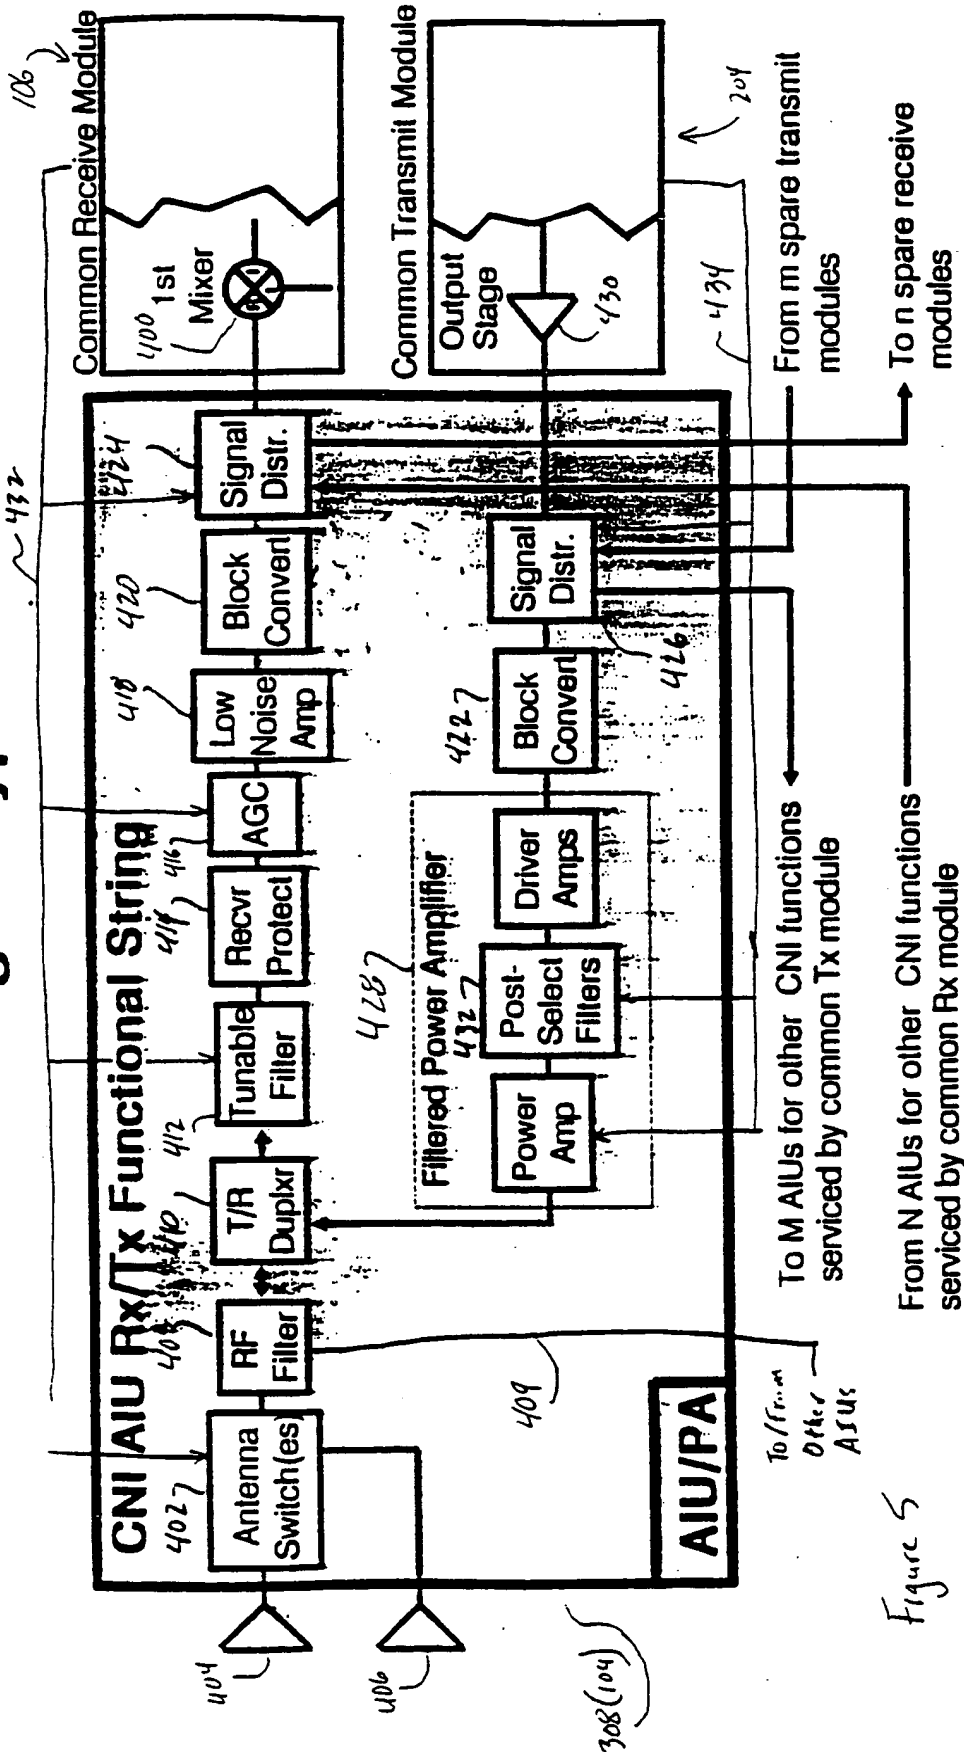 106
432
Common Receive Module
1st
Mixer
400
CNI AIU Rx/Tx Functional String
402
Antenna
Switch(es)
RF
Filter
410
T/R
Duplxr
412
Tunable
Filter
414
Recvr
Protect
416
AGC
418
Low
Noise
Amp
420
Block
Convert
424
Signal
Distr.
404
406
409
428
Filtered Power Amplifier
Power
Amp
432
Post-
Select
Filters
Driver
Amps
422
Block
Convert
Signal
Distr.
426
Common Transmit Module
Output
Stage
430
204
434
AIU/PA
308(104)
To/From
Other
AIUs
To M AIUs for other CNI functions
serviced by common Tx module
From m spare transmit
modules
From N AIUs for other CNI functions
serviced by common Rx module
To n spare receive
modules
Figure 5